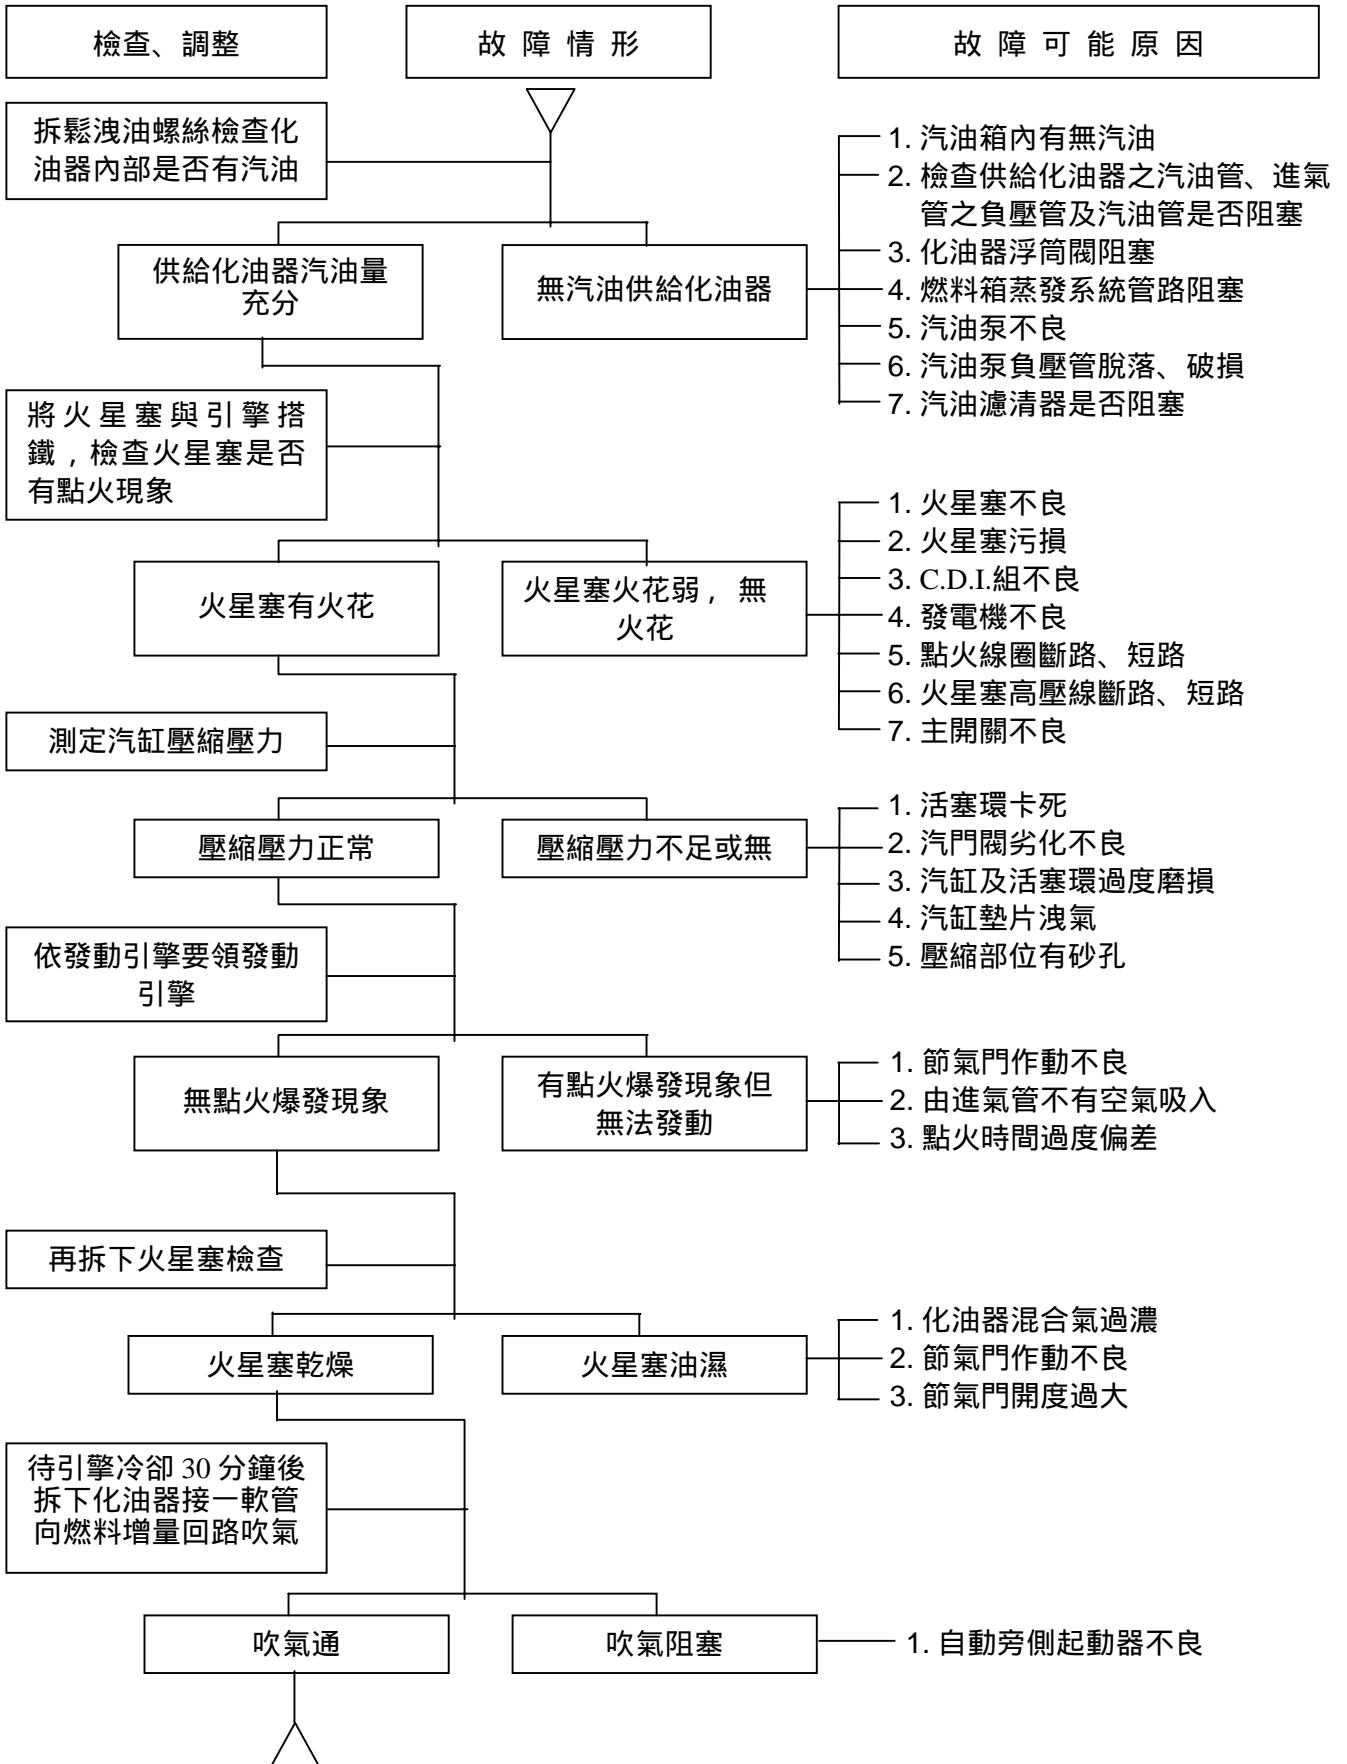 檢查、調整
故障情形
故障可能原因
拆鬆洩油螺絲檢查化
油器內部是否有汽油
1. 汽油箱內有無汽油
2. 檢查供給化油器之汽油管、進氣
管之負壓管及汽油管是否阻塞
3. 化油器浮筒閥阻塞
4. 燃料箱蒸發系統管路阻塞
5. 汽油泵不良
6. 汽油泵負壓管脫落、破損
7. 汽油濾清器是否阻塞
供給化油器汽油量
充分
無汽油供給化油器
將火星塞與引擎搭
鐵，檢查火星塞是否
有點火現象
1. 火星塞不良
2. 火星塞污損
3. C.D.I.組不良
4. 發電機不良
5. 點火線圈斷路、短路
6. 火星塞高壓線斷路、短路
7. 主開關不良
火星塞有火花
火星塞火花弱， 無
火花
測定汽缸壓縮壓力
壓縮壓力正常
壓縮壓力不足或無
1. 活塞環卡死
2. 汽門閥劣化不良
3. 汽缸及活塞環過度磨損
4. 汽缸墊片洩氣
5. 壓縮部位有砂孔
依發動引擎要領發動
引擎
無點火爆發現象
有點火爆發現象但
無法發動
1. 節氣門作動不良
2. 由進氣管不有空氣吸入
3. 點火時間過度偏差
再拆下火星塞檢查
火星塞乾燥
火星塞油濕
1. 化油器混合氣過濃
2. 節氣門作動不良
3. 節氣門開度過大
待引擎冷卻 30 分鐘後
拆下化油器接一軟管
向燃料增量回路吹氣
吹氣通
吹氣阻塞
1. 自動旁側起動器不良